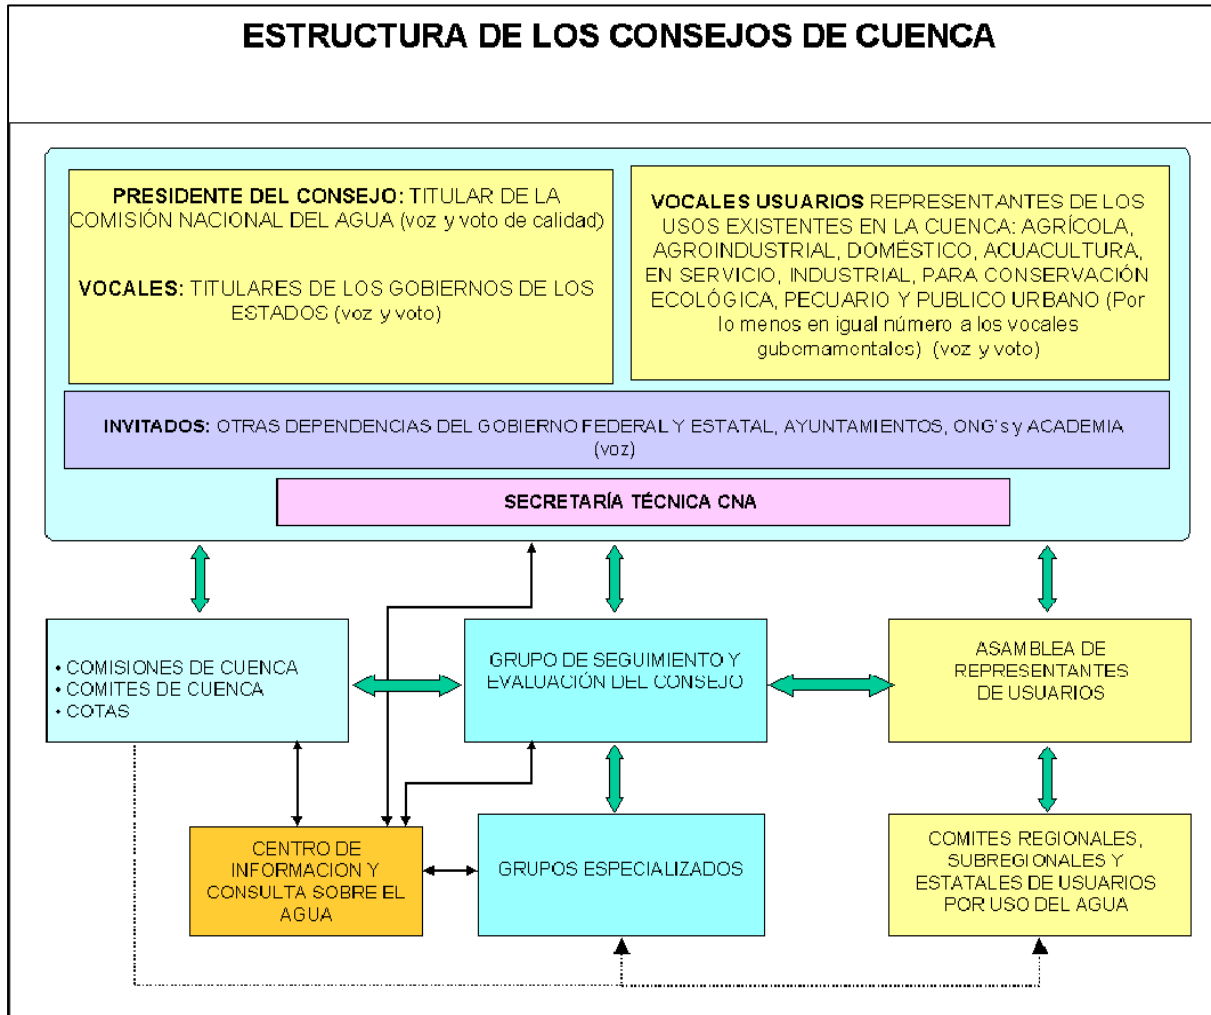 ESTRUCTURA DE LOS CONSEJOS DE CUENCA
PRESIDENTE DEL CONSEJO: TITULAR DE LA
COMISIÓN NACIONAL DEL AGUA (voz y voto de calidad)
VOCALES: TITULARES DE LOS GOBIERNOS DE LOS
ESTADOS (voz y voto)
VOCALES USUARIOS REPRESENTANTES DE LOS
USOS EXISTENTES EN LA CUENCA: AGRÍCOLA,
AGROINDUSTRIAL, DOMÉSTICO, ACUACULTURA,
EN SERVICIO, INDUSTRIAL, PARA CONSERVACIÓN
ECOLÓGICA, PECUARIO Y PUBLICO URBANO (Por
lo menos en igual número a los vocales
gubernamentales) (voz y voto)
INVITADOS: OTRAS DEPENDENCIAS DEL GOBIERNO FEDERAL Y ESTATAL, AYUNTAMIENTOS, ONG's y ACADEMIA
(voz)
SECRETARÍA TÉCNICA CNA
• COMISIONES DE CUENCA
• COMITES DE CUENCA
• COTAS
GRUPO DE SEGUIMIENTO Y
EVALUACIÓN DEL CONSEJO
ASAMBLEA DE
REPRESENTANTES
DE USUARIOS
CENTRO DE
INFORMACION Y
CONSULTA SOBRE EL
AGUA
GRUPOS ESPECIALIZADOS
COMITES REGIONALES,
SUBREGIONALES Y
ESTATALES DE USUARIOS
POR USO DEL AGUA